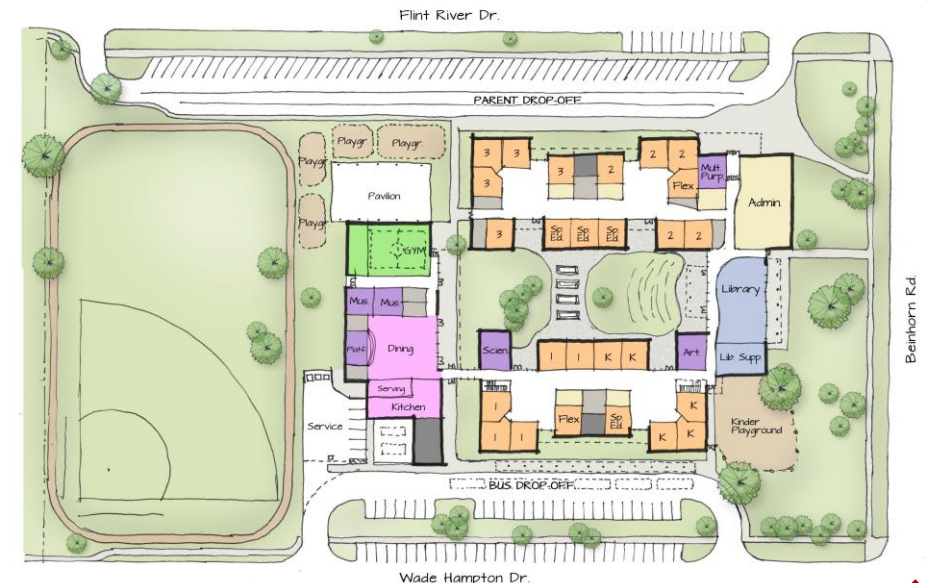 Flint River Dr.
PARENT DROP-OFF
Playgr.
Playgr.
Playgr
Playgr
Pavilion
3
3
3
3
2
2
2
Flex
Mult.
Purp.
Admin.
3
Sp
Ed
Sp
Ed
Sp
Ed
2
2
GYM
Library
Mus
Mus.
Platf
Dining
Scien.
1
1
K
K
Art.
Lib. Supp.
Serving
Kitchen
1
1
1
Flex
Sp
Ed
K
K
K
Service
Kinder
Playground
Beinhorn Rd.
BUS DROP-OFF
Wade Hampton Dr.